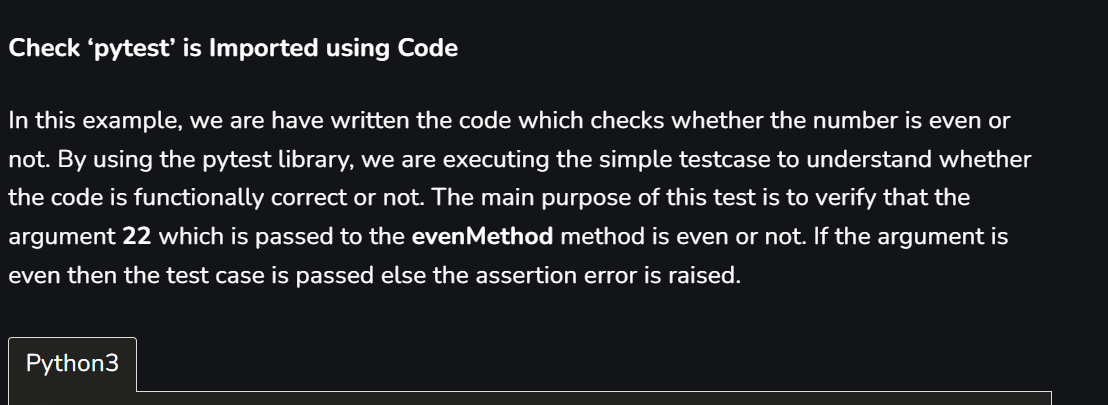 Check ‘pytest’ is Imported using Code
In this example, we are have written the code which checks whether the number is even or
not. By using the pytest library, we are executing the simple testcase to understand whether
the code is functionally correct or not. The main purpose of this test is to verify that the
argument 22 which is passed to the evenMethod method is even or not. If the argument is
even then the test case is passed else the assertion error is raised.
Python3